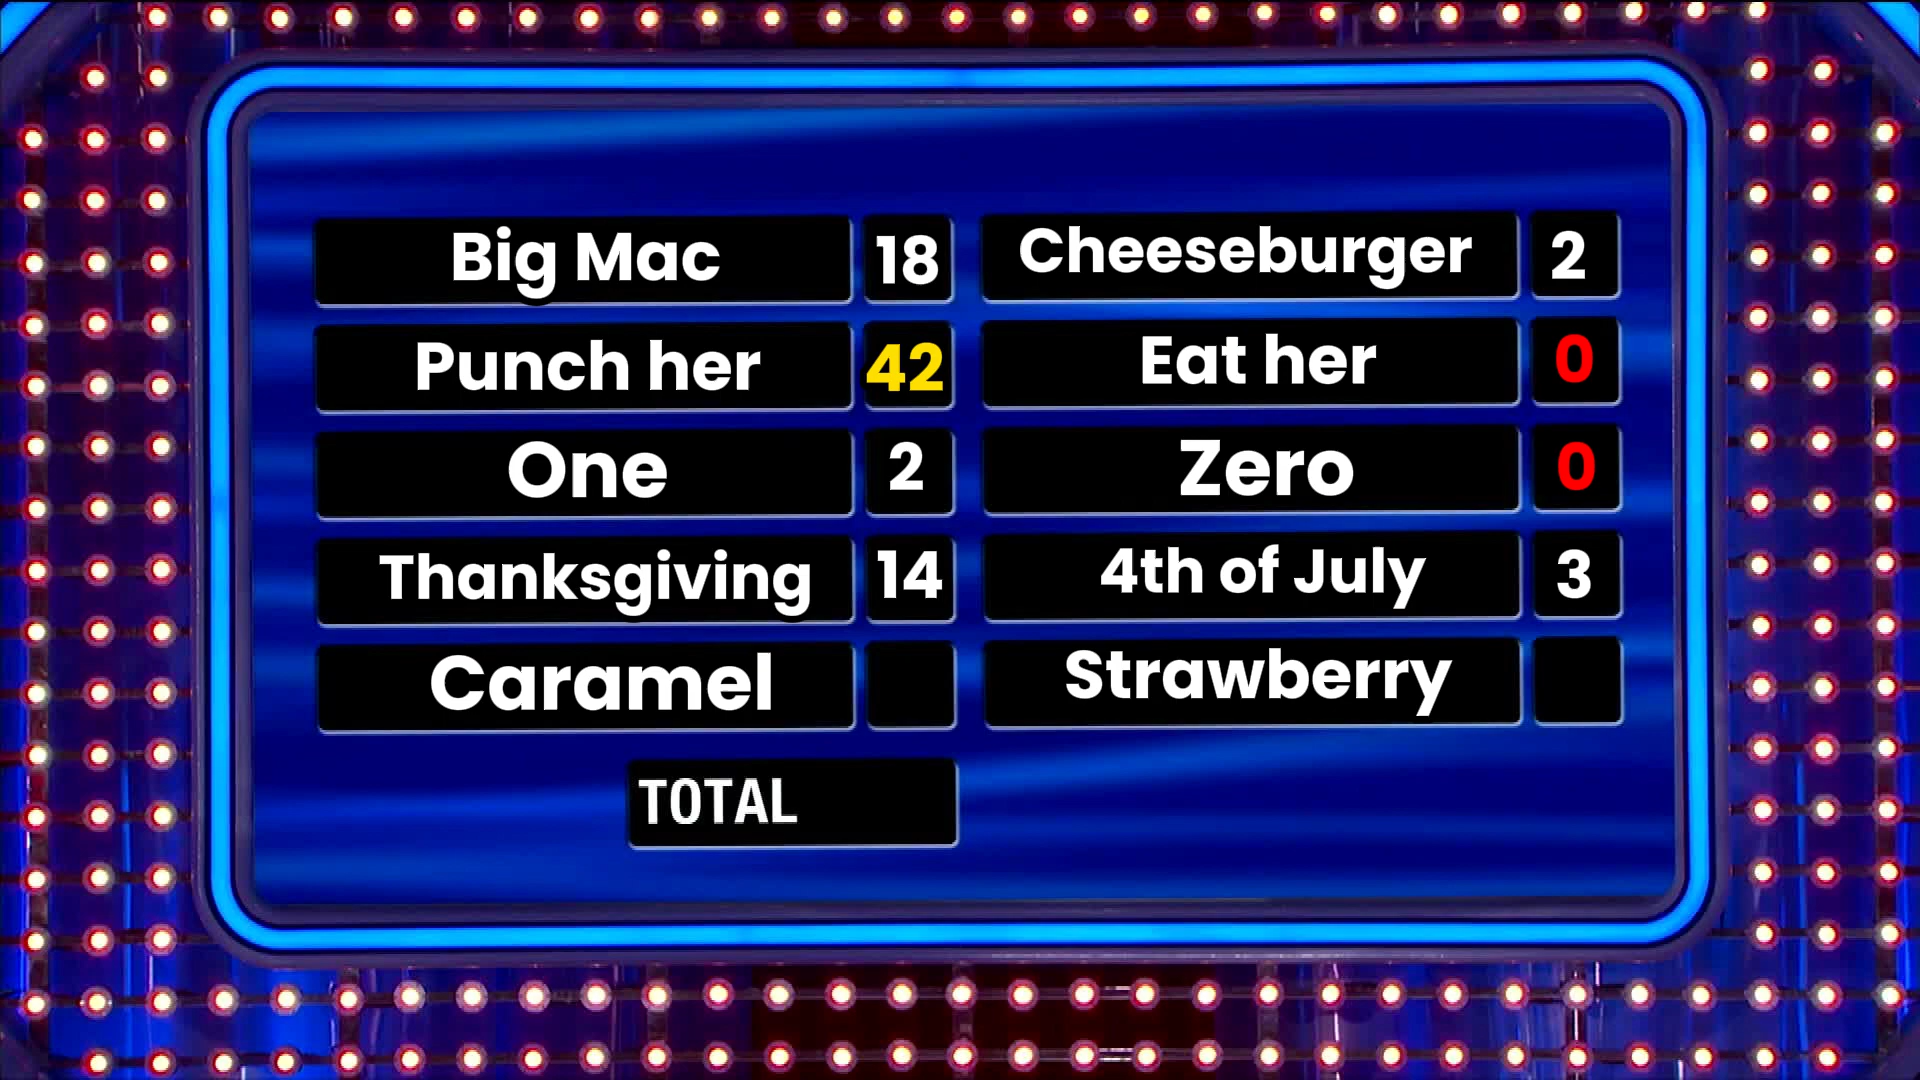 Big Mac 18 Cheeseburger 2
Punch her 42 Eat her 0
One 2 Zero 0
Thanksgiving 14 4th of July 3
Caramel Strawberry
TOTAL